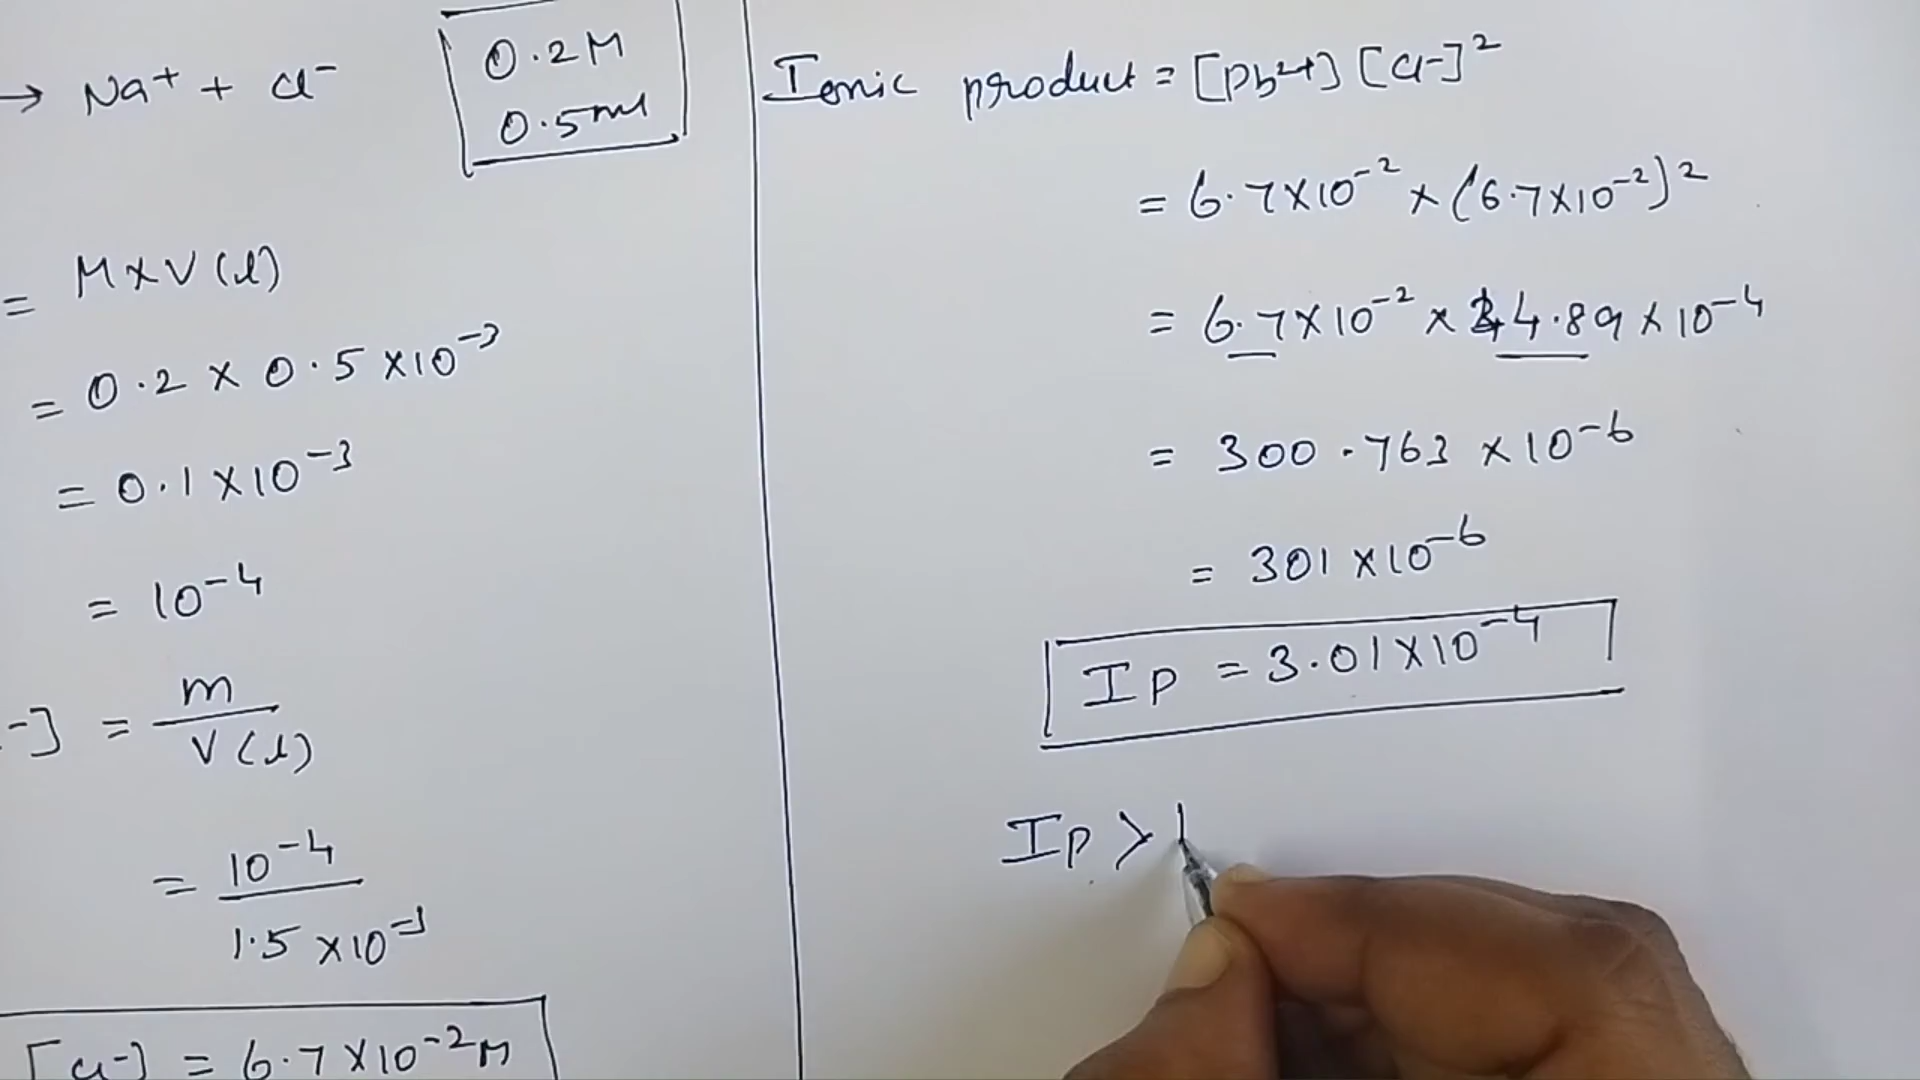 → Na⁺ + Cl⁻
0.2M
0.5ml
= M×V(l)
= 0.2 × 0.5 ×10⁻³
= 0.1×10⁻³
= 10⁻⁴
-] = m
V(l)
= 10⁻⁴
1.5 ×10⁻³
[Cl⁻] = 6.7×10⁻²M
Ionic product = [Pb²⁺] [Cl⁻]²
= 6.7×10⁻² × (6.7×10⁻²)²
= 6.7×10⁻² × 44.89 × 10⁻⁴
= 300.763 × 10⁻⁶
= 301 ×10⁻⁶
Ip = 3.01×10⁻⁴
Ip >